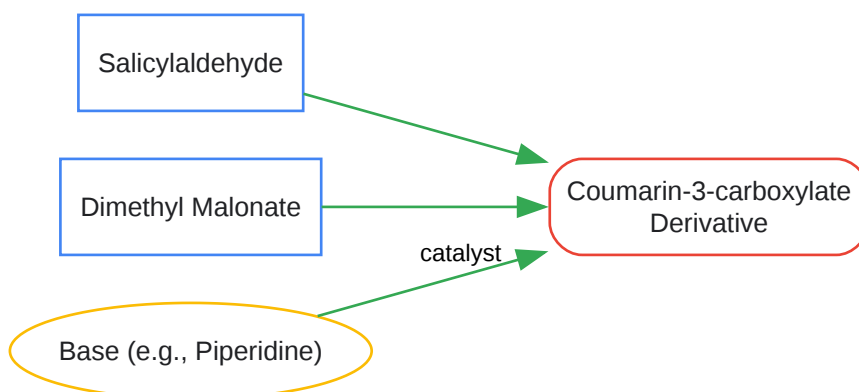 Salicylaldehyde
Dimethyl Malonate
Coumarin-3-carboxylate
Derivative
catalyst
Base (e.g., Piperidine)